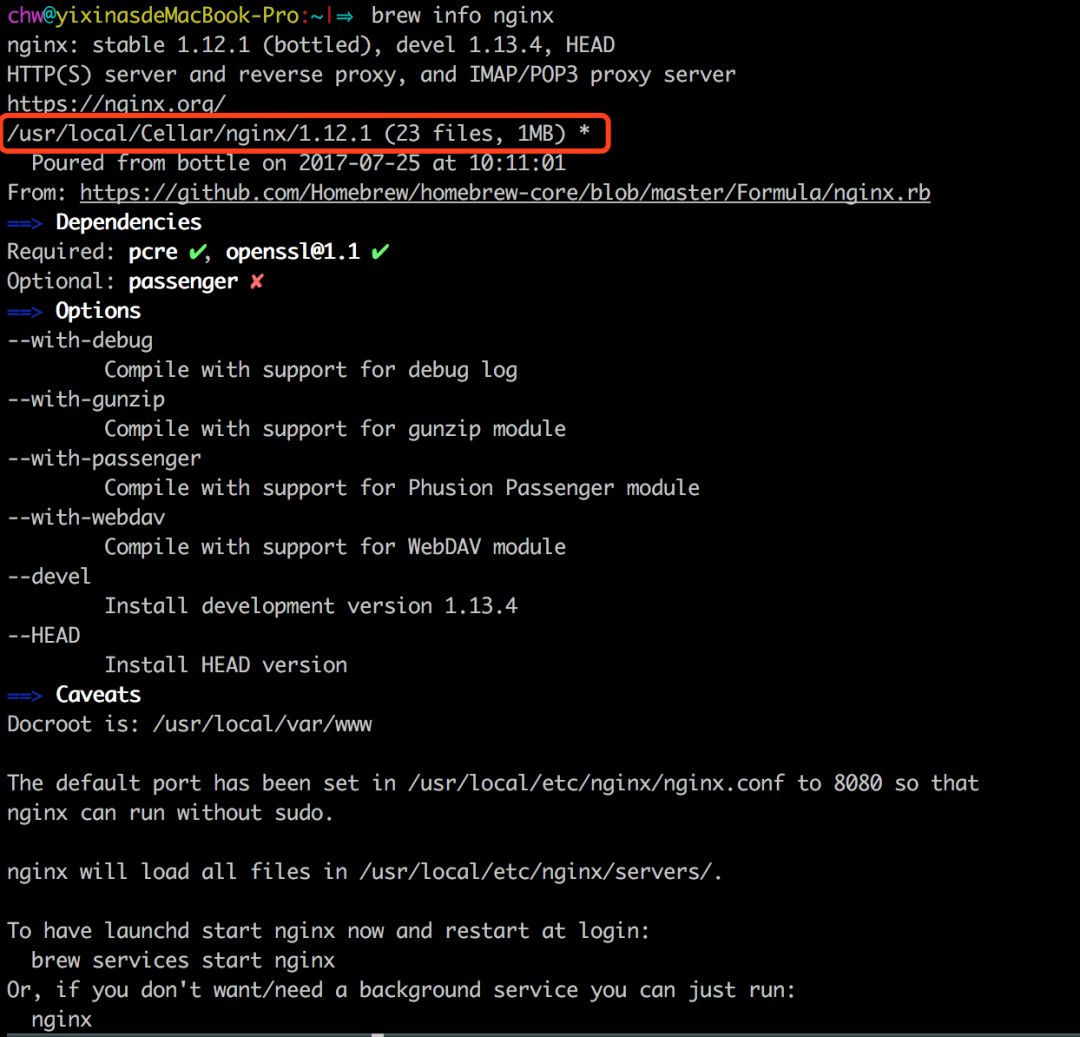 chw@yixinasdeMacBook-Pro:~|⇒ brew info nginx
nginx: stable 1.12.1 (bottled), devel 1.13.4, HEAD
HTTP(S) server and reverse proxy, and IMAP/POP3 proxy server
https://nginx.org/
/usr/local/Cellar/nginx/1.12.1 (23 files, 1MB) *
  Poured from bottle on 2017-07-25 at 10:11:01
From: https://github.com/Homebrew/homebrew-core/blob/master/Formula/nginx.rb
==> Dependencies
Required: pcre ✔, openssl@1.1 ✔
Optional: passenger ✘
==> Options
--with-debug
        Compile with support for debug log
--with-gunzip
        Compile with support for gunzip module
--with-passenger
        Compile with support for Phusion Passenger module
--with-webdav
        Compile with support for WebDAV module
--devel
        Install development version 1.13.4
--HEAD
        Install HEAD version
==> Caveats
Docroot is: /usr/local/var/www

The default port has been set in /usr/local/etc/nginx/nginx.conf to 8080 so that
nginx can run without sudo.

nginx will load all files in /usr/local/etc/nginx/servers/.

To have launchd start nginx now and restart at login:
  brew services start nginx
Or, if you don't want/need a background service you can just run:
  nginx